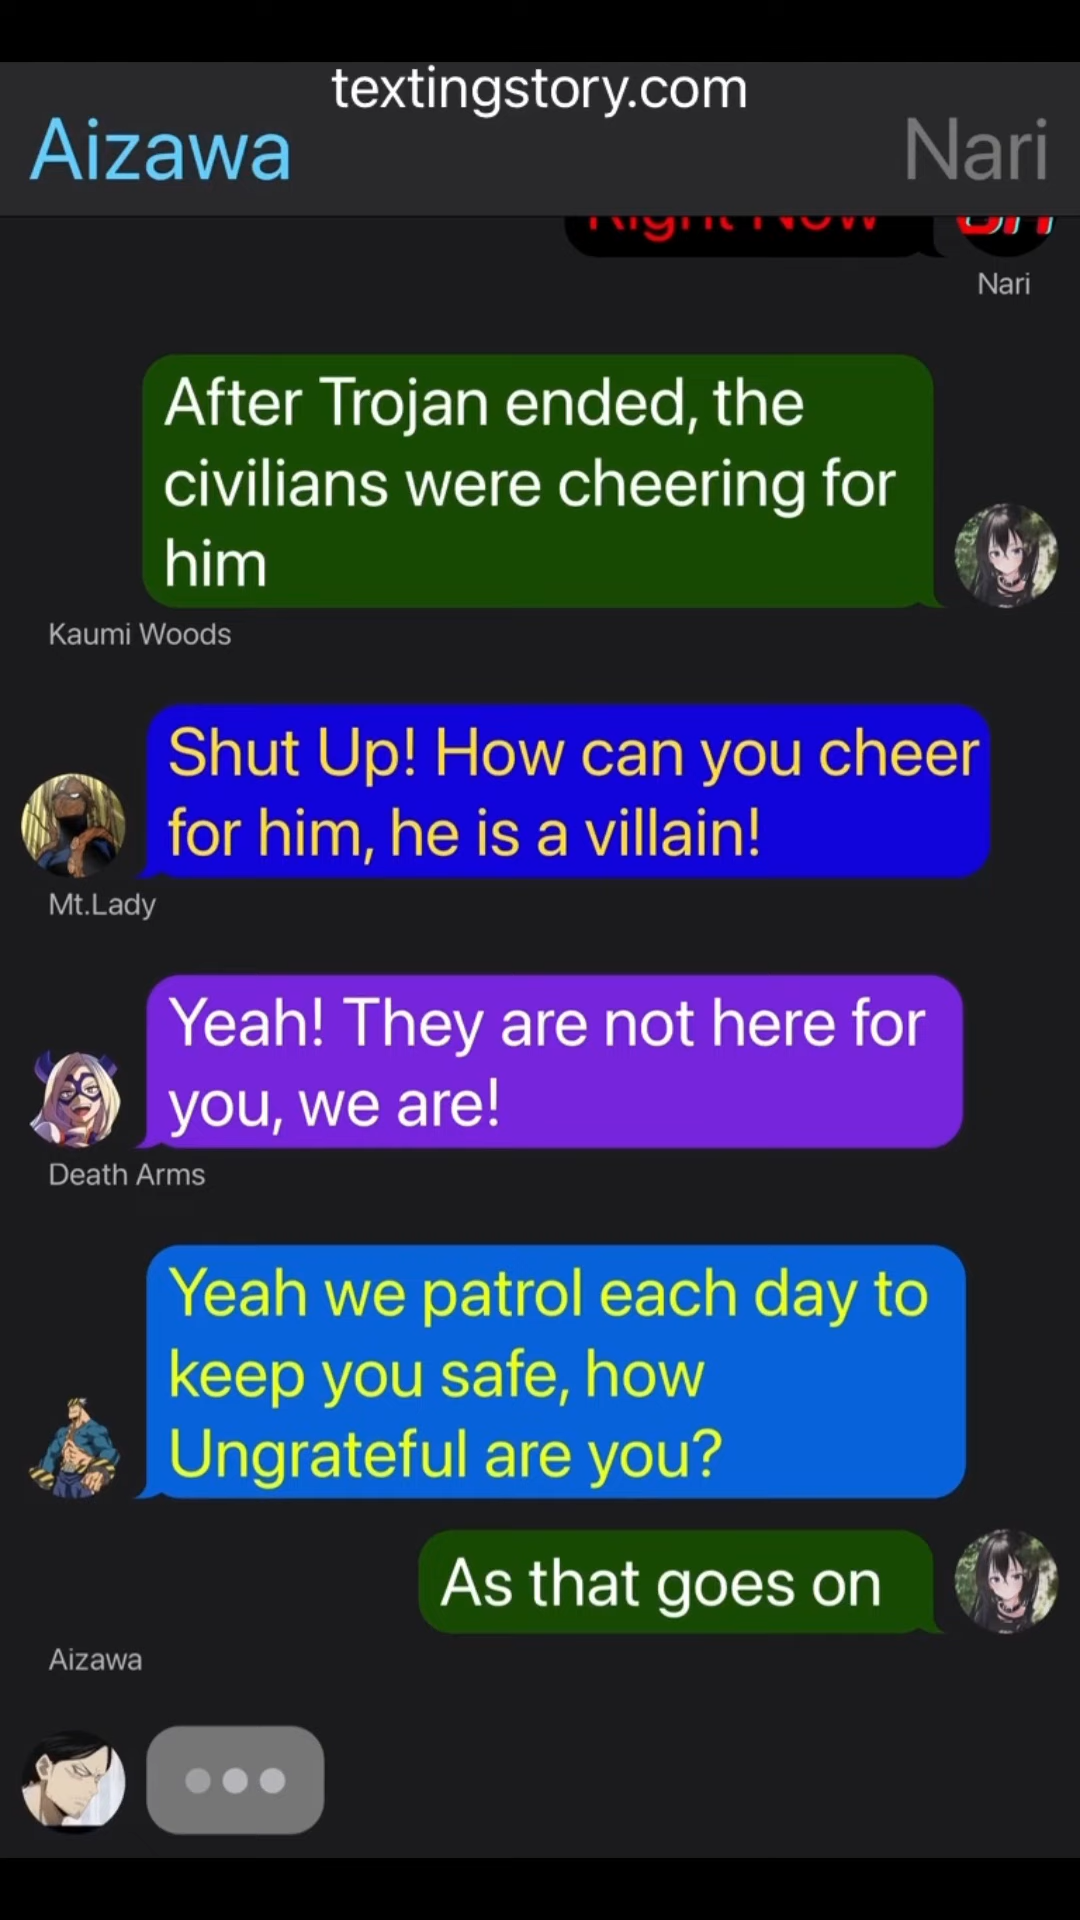 textingstory.com
Aizawa
Nari
Right Now
Nari
After Trojan ended, the
civilians were cheering for
him
Kaumi Woods
Shut Up! How can you cheer
for him, he is a villain!
Mt.Lady
Yeah! They are not here for
you, we are!
Death Arms
Yeah we patrol each day to
keep you safe, how
Ungrateful are you?
As that goes on
Aizawa